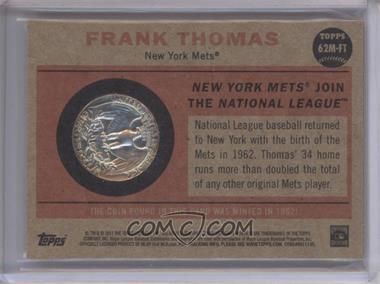 FRANK THOMAS
New York Mets®
TOPPS
62M-FT
NEW YORK METS® JOIN
THE NATIONAL LEAGUE™
National League baseball returned
to New York with the birth of the
Mets in 1962. Thomas' 34 home
runs more than doubled the total
of any other original Mets player.
THE COIN FOUND IN THIS CARD WAS MINTED IN 1962!
Topps
COMC